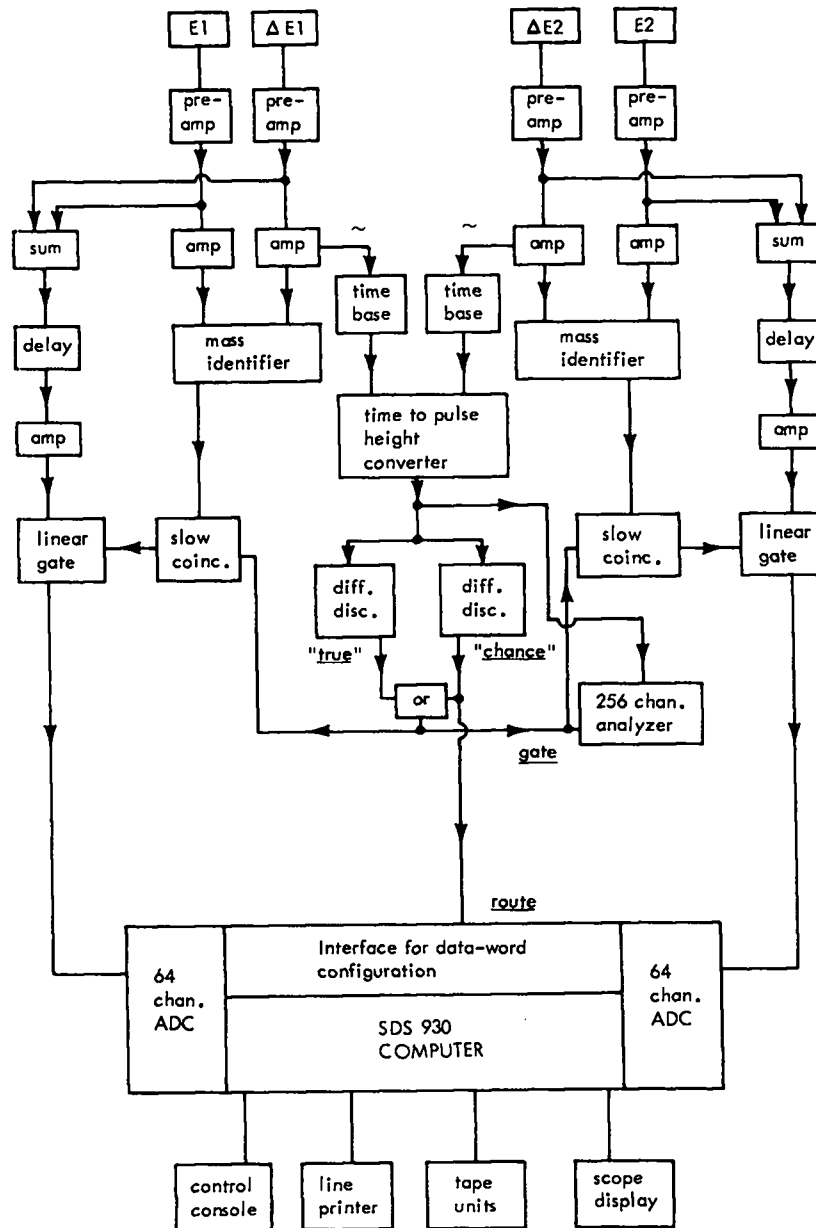 E1
ΔE1
ΔE2
E2
pre-
amp
pre-
amp
pre-
amp
pre-
amp
sum
amp
amp
~
~
amp
amp
sum
time
base
time
base
delay
mass
identifier
mass
identifier
delay
amp
time to pulse
height
converter
amp
linear
gate
slow
coinc.
slow
coinc.
linear
gate
diff.
disc.
diff.
disc.
"true"
"chance"
or
256 chan.
analyzer
gate
route
64
chan.
ADC
Interface for data-word
configuration
64
chan.
ADC
SDS 930
COMPUTER
control
console
line
printer
tape
units
scope
display